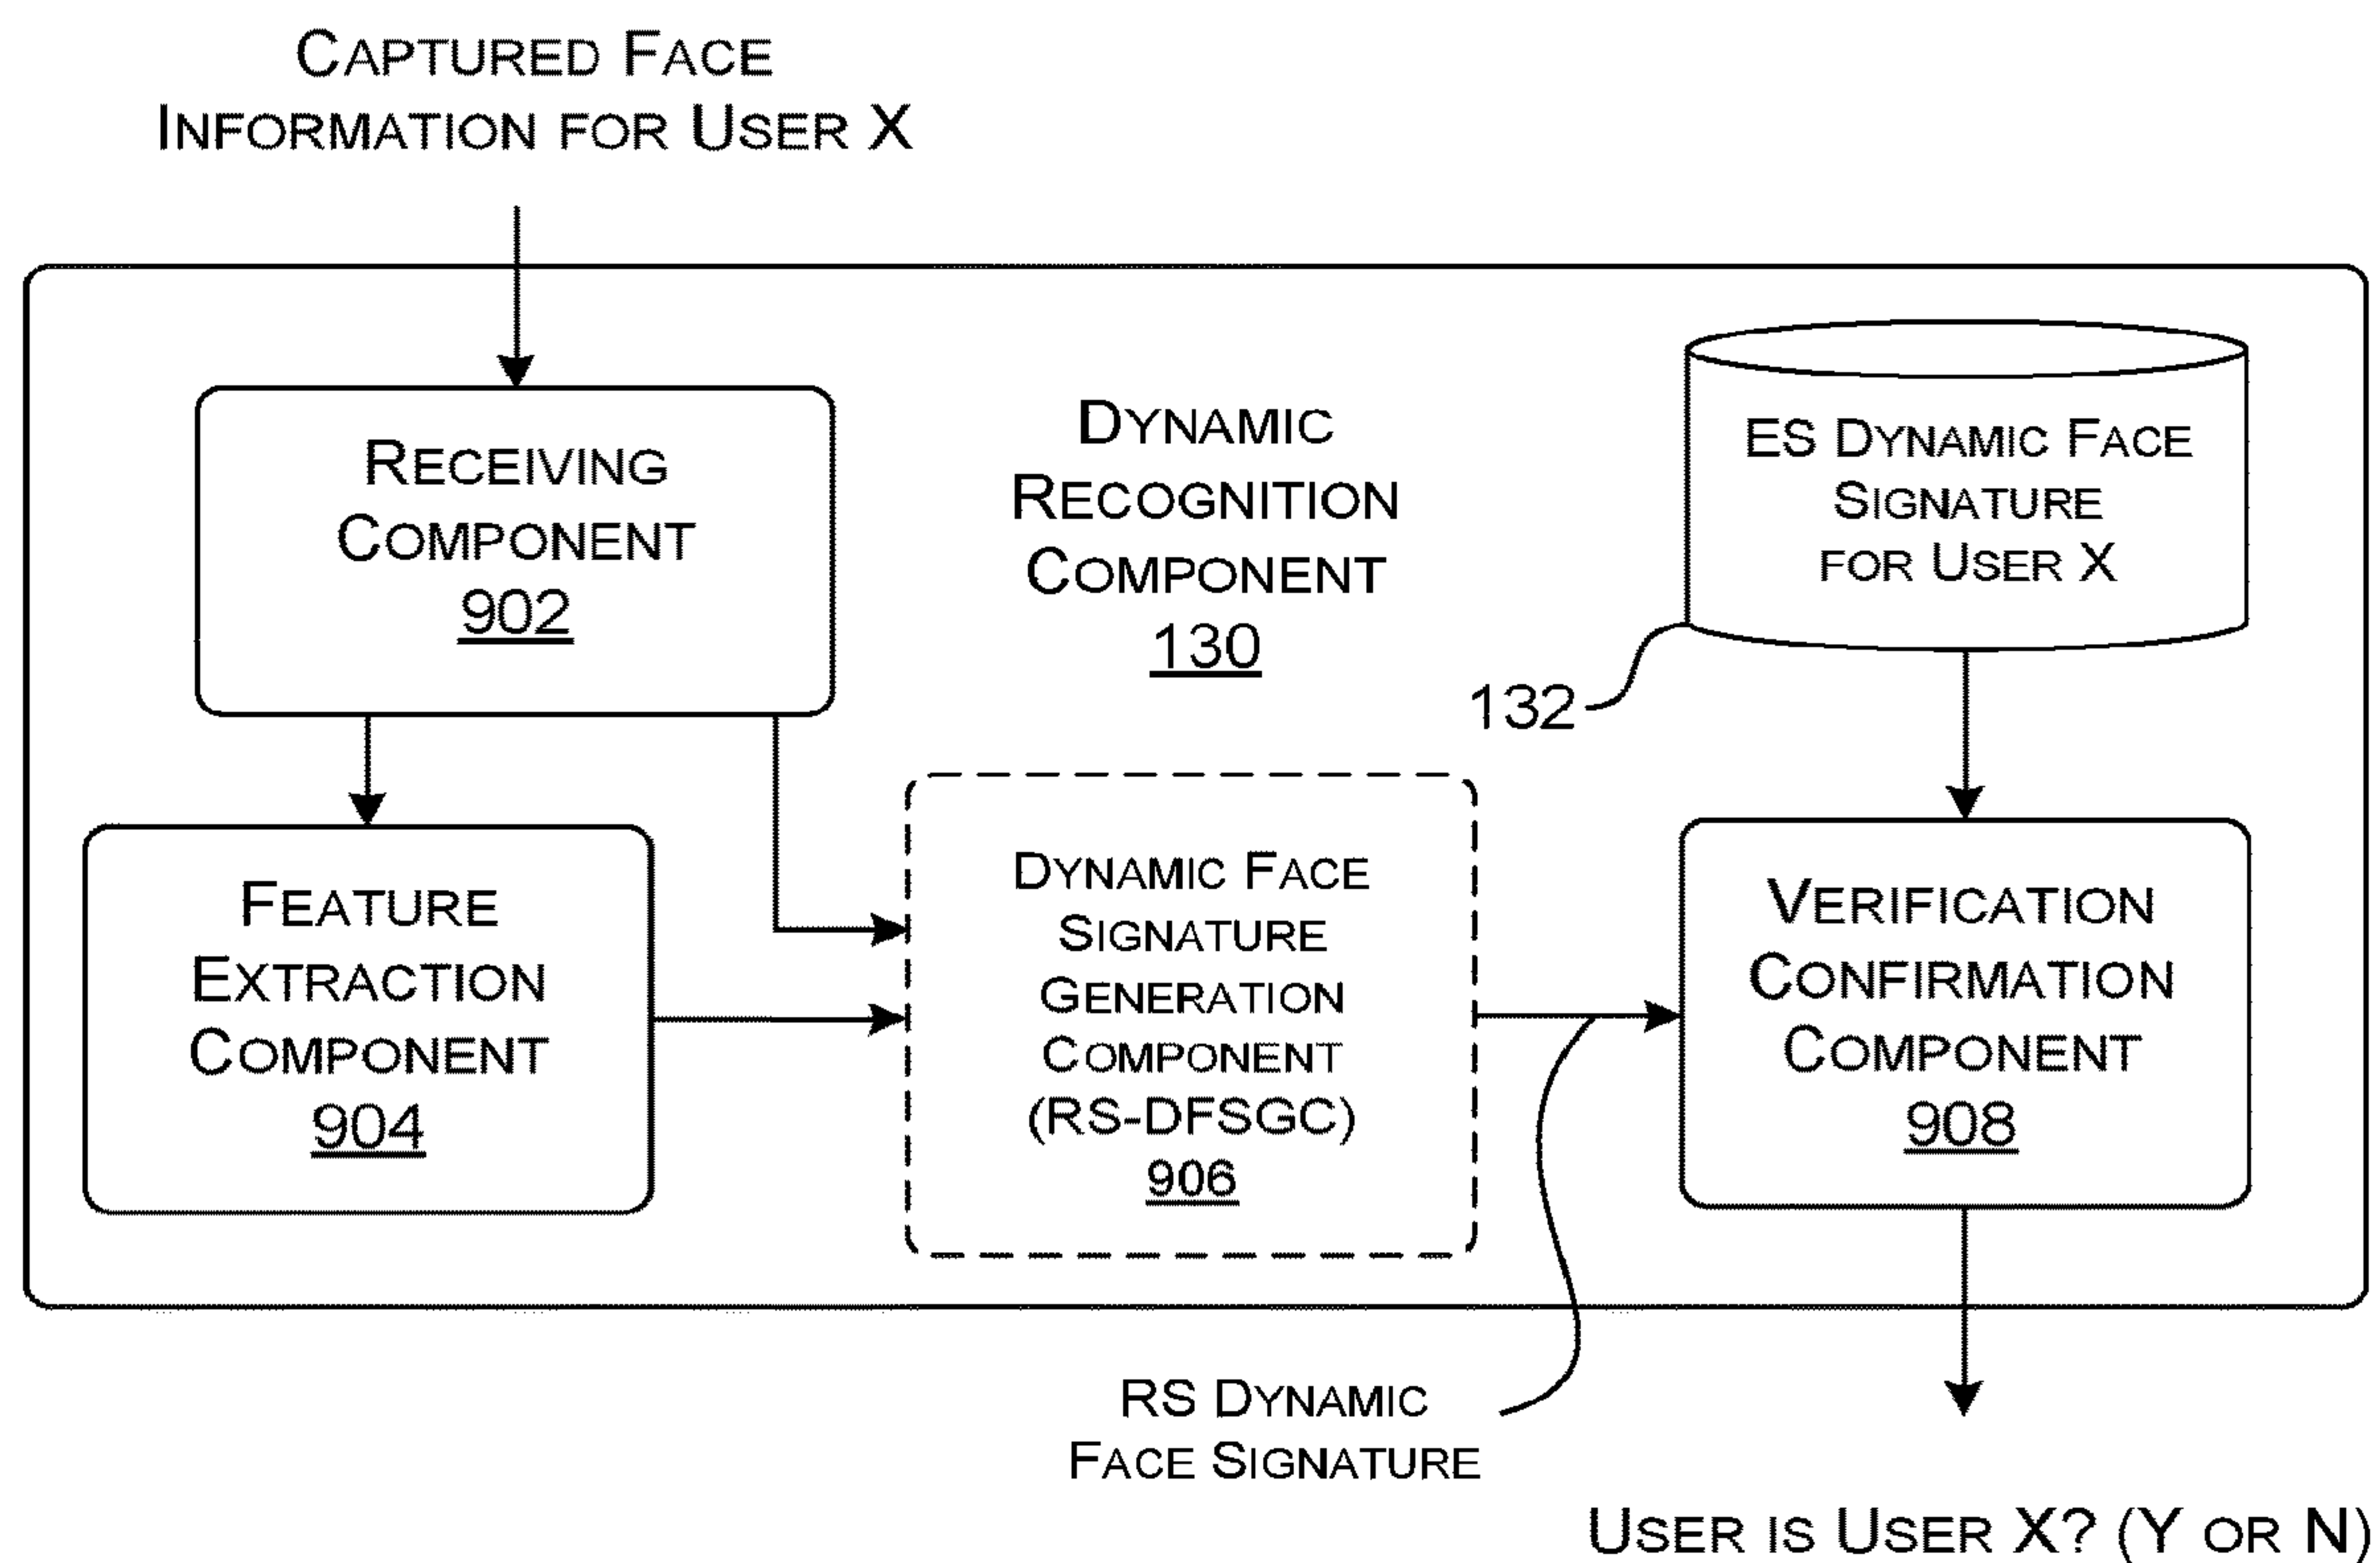 CAPTURED FACE
INFORMATION FOR USER X
RECEIVING
COMPONENT
902
DYNAMIC
RECOGNITION
COMPONENT
130
ES DYNAMIC FACE
SIGNATURE
FOR USER X
132
FEATURE
EXTRACTION
COMPONENT
904
DYNAMIC FACE
SIGNATURE
GENERATION
COMPONENT
(RS-DFSGC)
906
VERIFICATION
CONFIRMATION
COMPONENT
908
RS DYNAMIC
FACE SIGNATURE
USER IS USER X? (Y OR N)